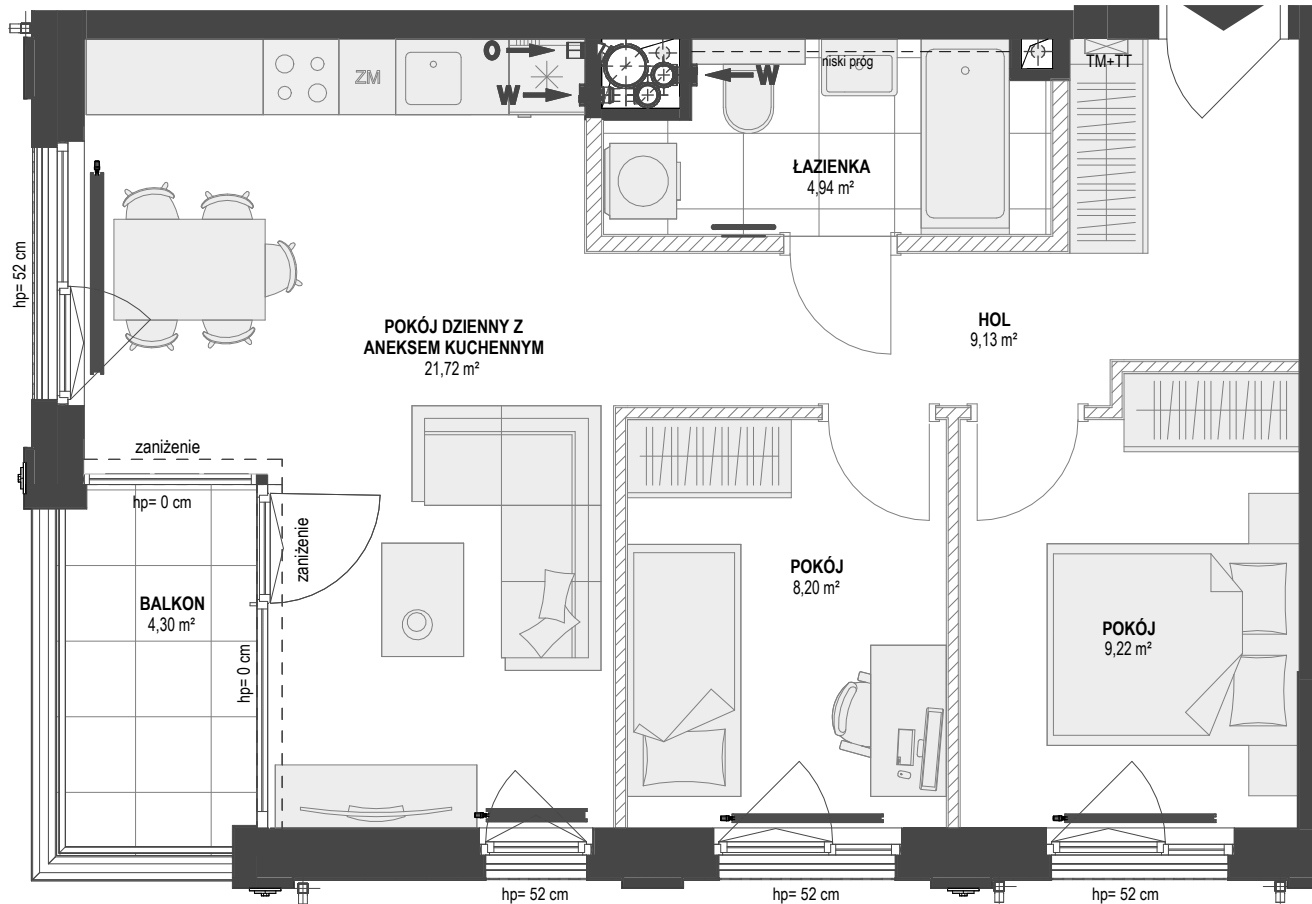 ZM
O
W
W
niski próg
TM+TT
ŁAZIENKA
4,94 m²
hp= 52 cm
POKÓJ DZIENNY Z
ANEKSEM KUCHENNYM
21,72 m²
HOL
9,13 m²
zaniżenie
hp= 0 cm
zaniżenie
BALKON
4,30 m²
hp= 0 cm
POKÓJ
8,20 m²
POKÓJ
9,22 m²
hp= 52 cm
hp= 52 cm
hp= 52 cm